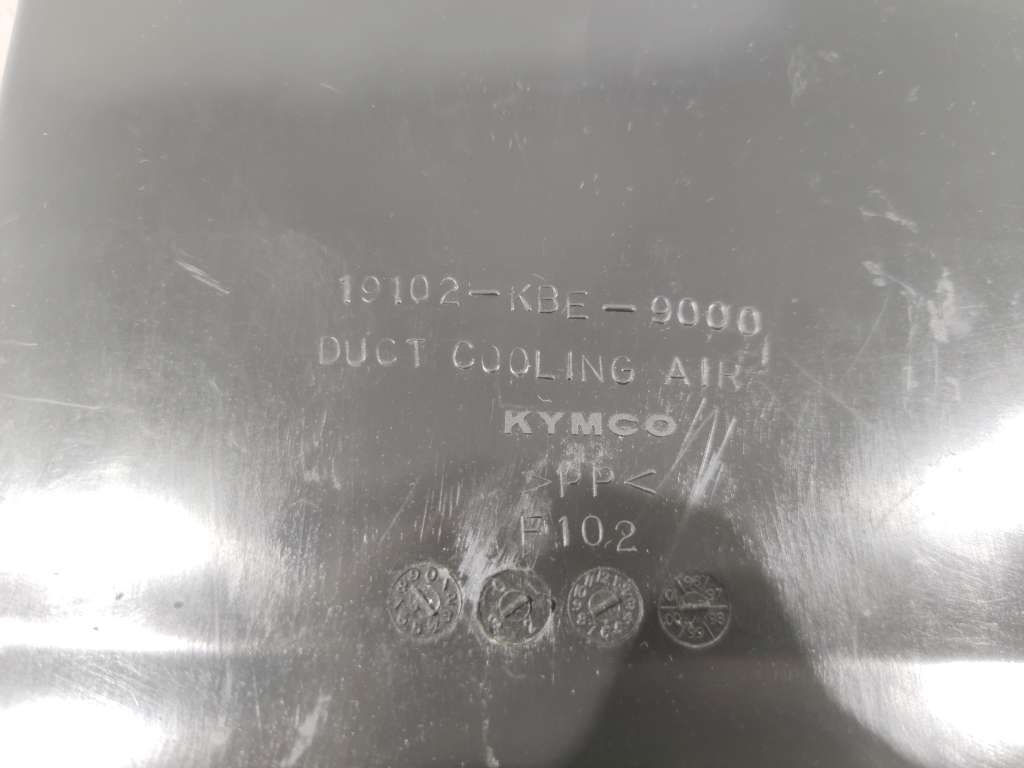 19102-KBE-9000
DUCT COOLING AIR
KYMCO
>PP<
F102